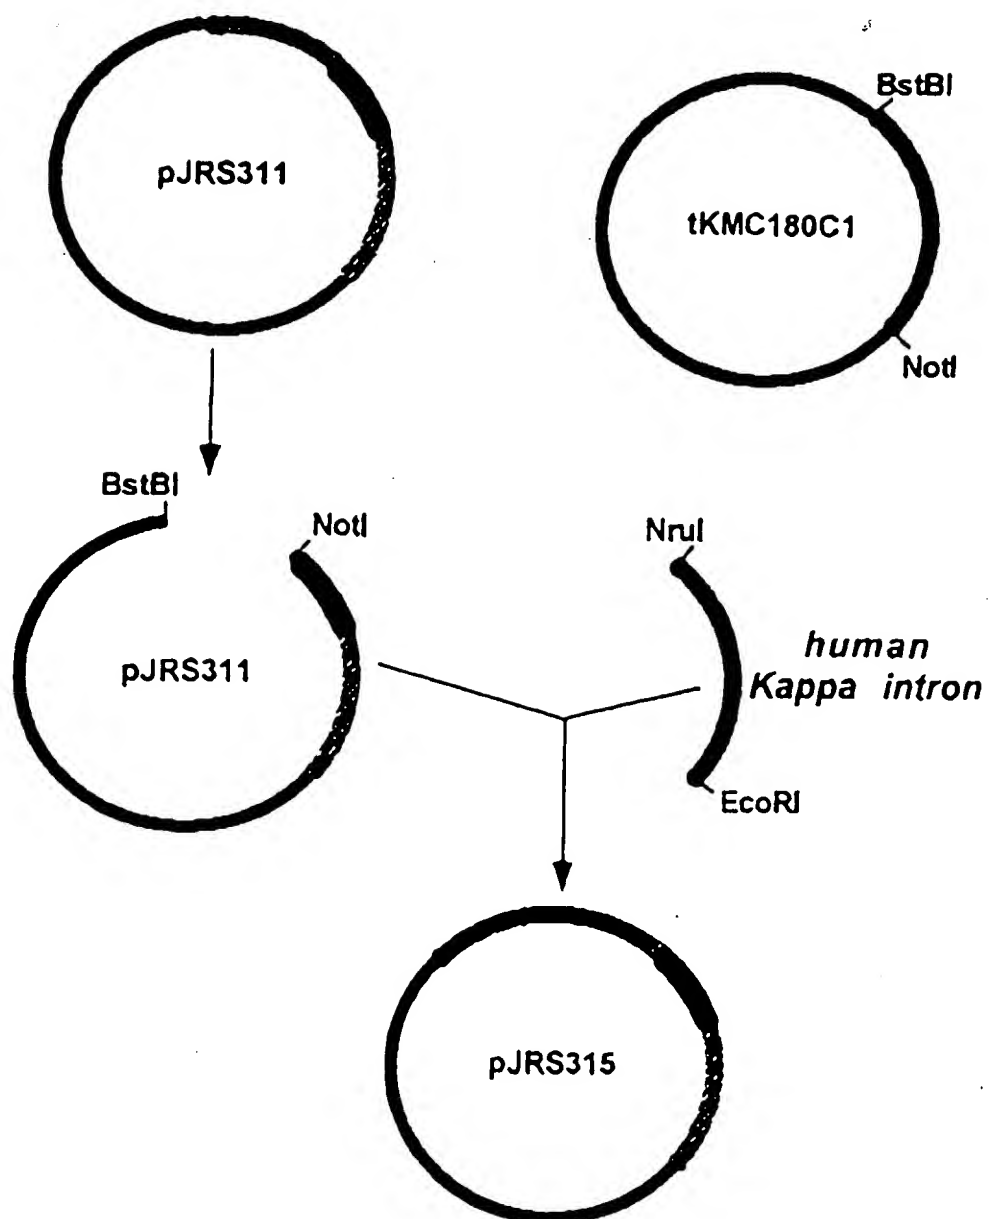 pJRS311
BstBI
tKMC180C1
NotI
BstBI
NotI
pJRS311
NruI
human
Kappa intron
EcoRI
pJRS315